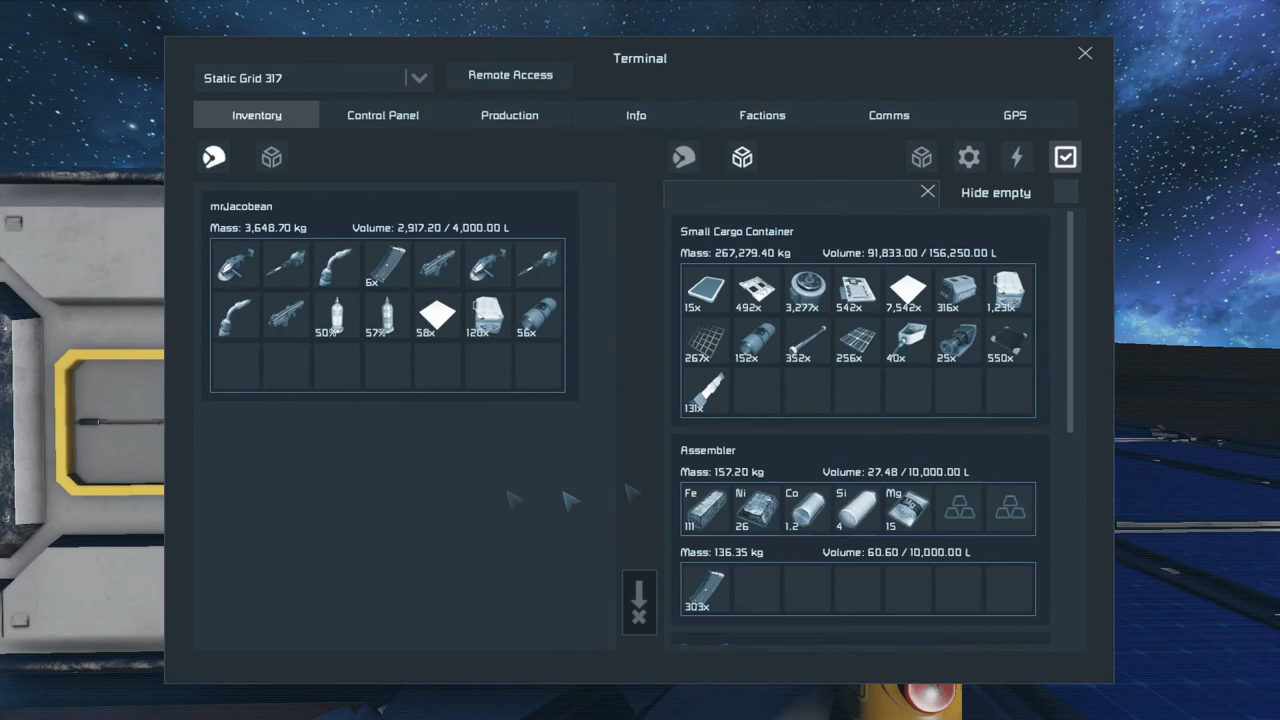 Terminal
Static Grid 317
Remote Access
Inventory Control Panel Production Info Factions Comms GPS
Hide empty
mrJacobean
Mass: 3,648.70 kg Volume: 2,917.20 / 4,000.00 L
6x
50% 57% 58x 120x 56x
Small Cargo Container
Mass: 267,279.40 kg Volume: 91,833.00 / 156,250.00 L
15x 492x 3,277x 542x 7,542x 316x 1,231x
267x 152x 352x 256x 40x 25x 550x
131x
Assembler
Mass: 157.20 kg Volume: 27.48 / 10,000.00 L
Fe Ni Co Si Mg
111 26 1.2 4 15
Mass: 136.35 kg Volume: 60.60 / 10,000.00 L
303x